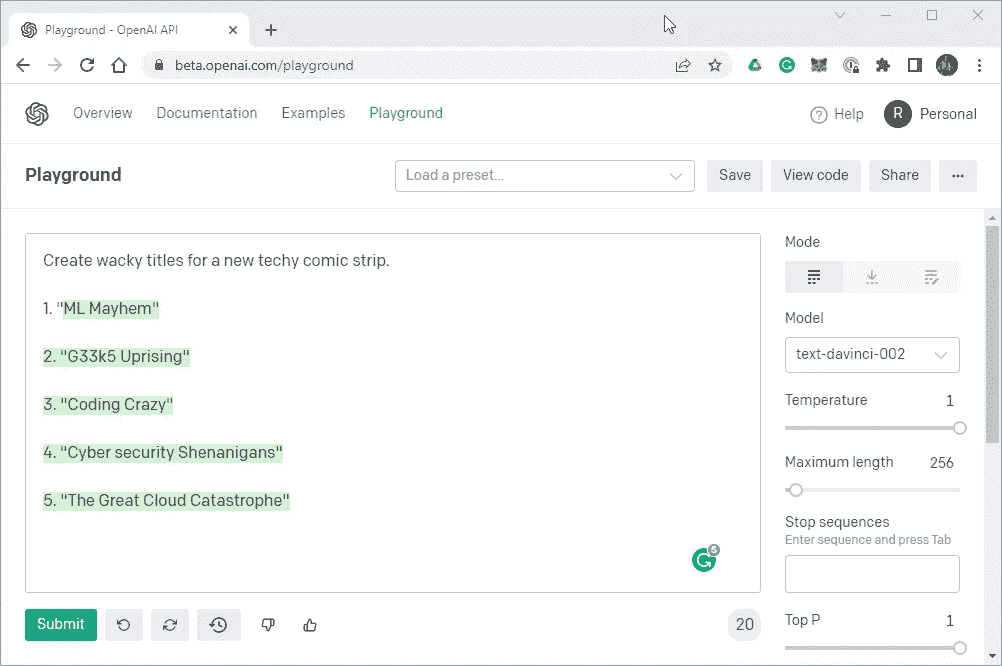 Playground - OpenAI API
beta.openai.com/playground
Overview Documentation Examples Playground Help R Personal
Playground Load a preset... Save View code Share ...
Create wacky titles for a new techy comic strip.
1. "ML Mayhem"
2. "G33k5 Uprising"
3. "Coding Crazy"
4. "Cyber security Shenanigans"
5. "The Great Cloud Catastrophe"
5
Submit 20
Mode
Model
text-davinci-002
Temperature 1
Maximum length 256
Stop sequences
Enter sequence and press Tab
Top P 1